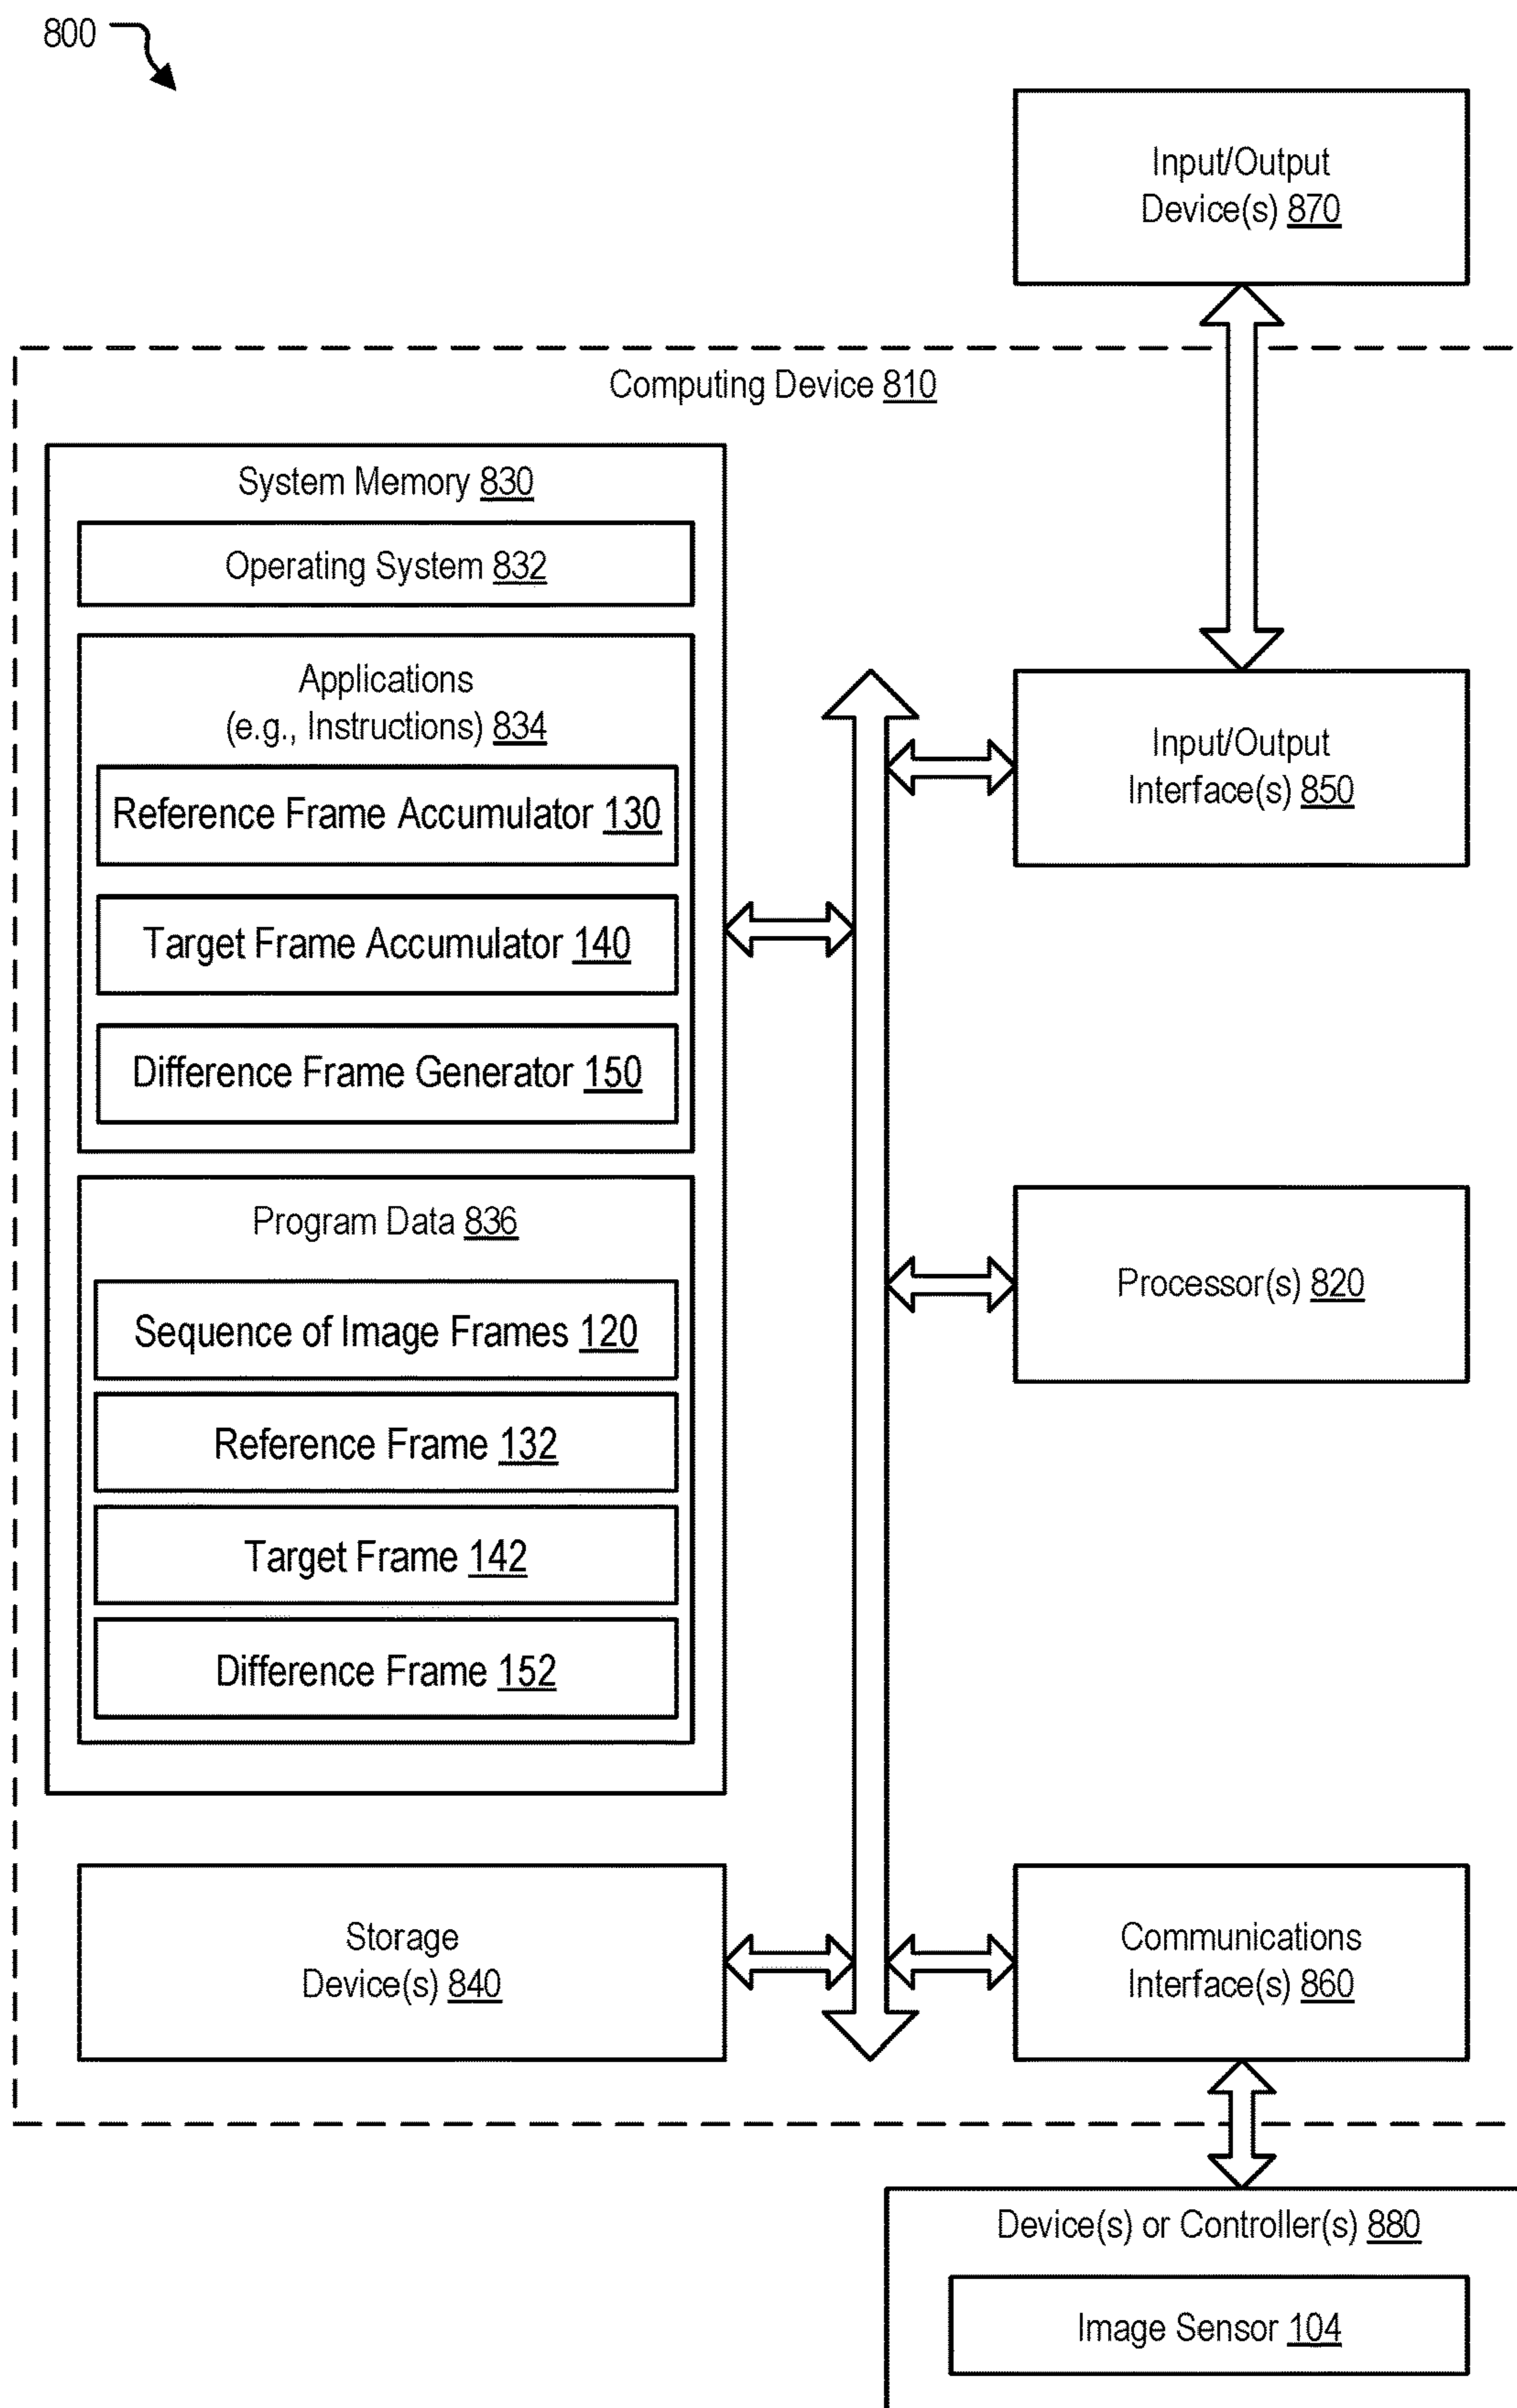 800
Input/Output
Device(s) 870
Computing Device 810
System Memory 830
Operating System 832
Applications
(e.g., Instructions) 834
Reference Frame Accumulator 130
Target Frame Accumulator 140
Difference Frame Generator 150
Program Data 836
Sequence of Image Frames 120
Reference Frame 132
Target Frame 142
Difference Frame 152
Storage
Device(s) 840
Input/Output
Interface(s) 850
Processor(s) 820
Communications
Interface(s) 860
Device(s) or Controller(s) 880
Image Sensor 104